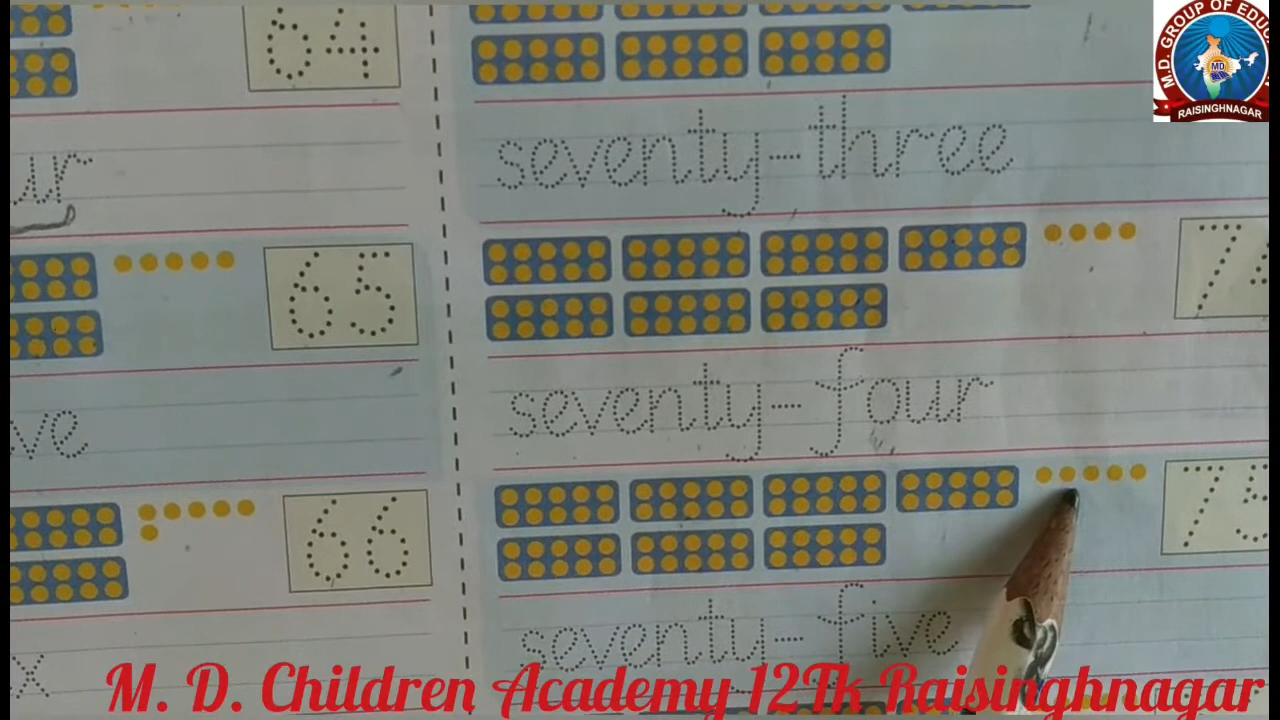 64
ur
65
ve
66
x
seventy-three
seventy-four
75
seventy-five
M.D. GROUP OF EDUC
MD
RAISINGHNAGAR
M. D. Children Academy 12Tk Raisinghnagar